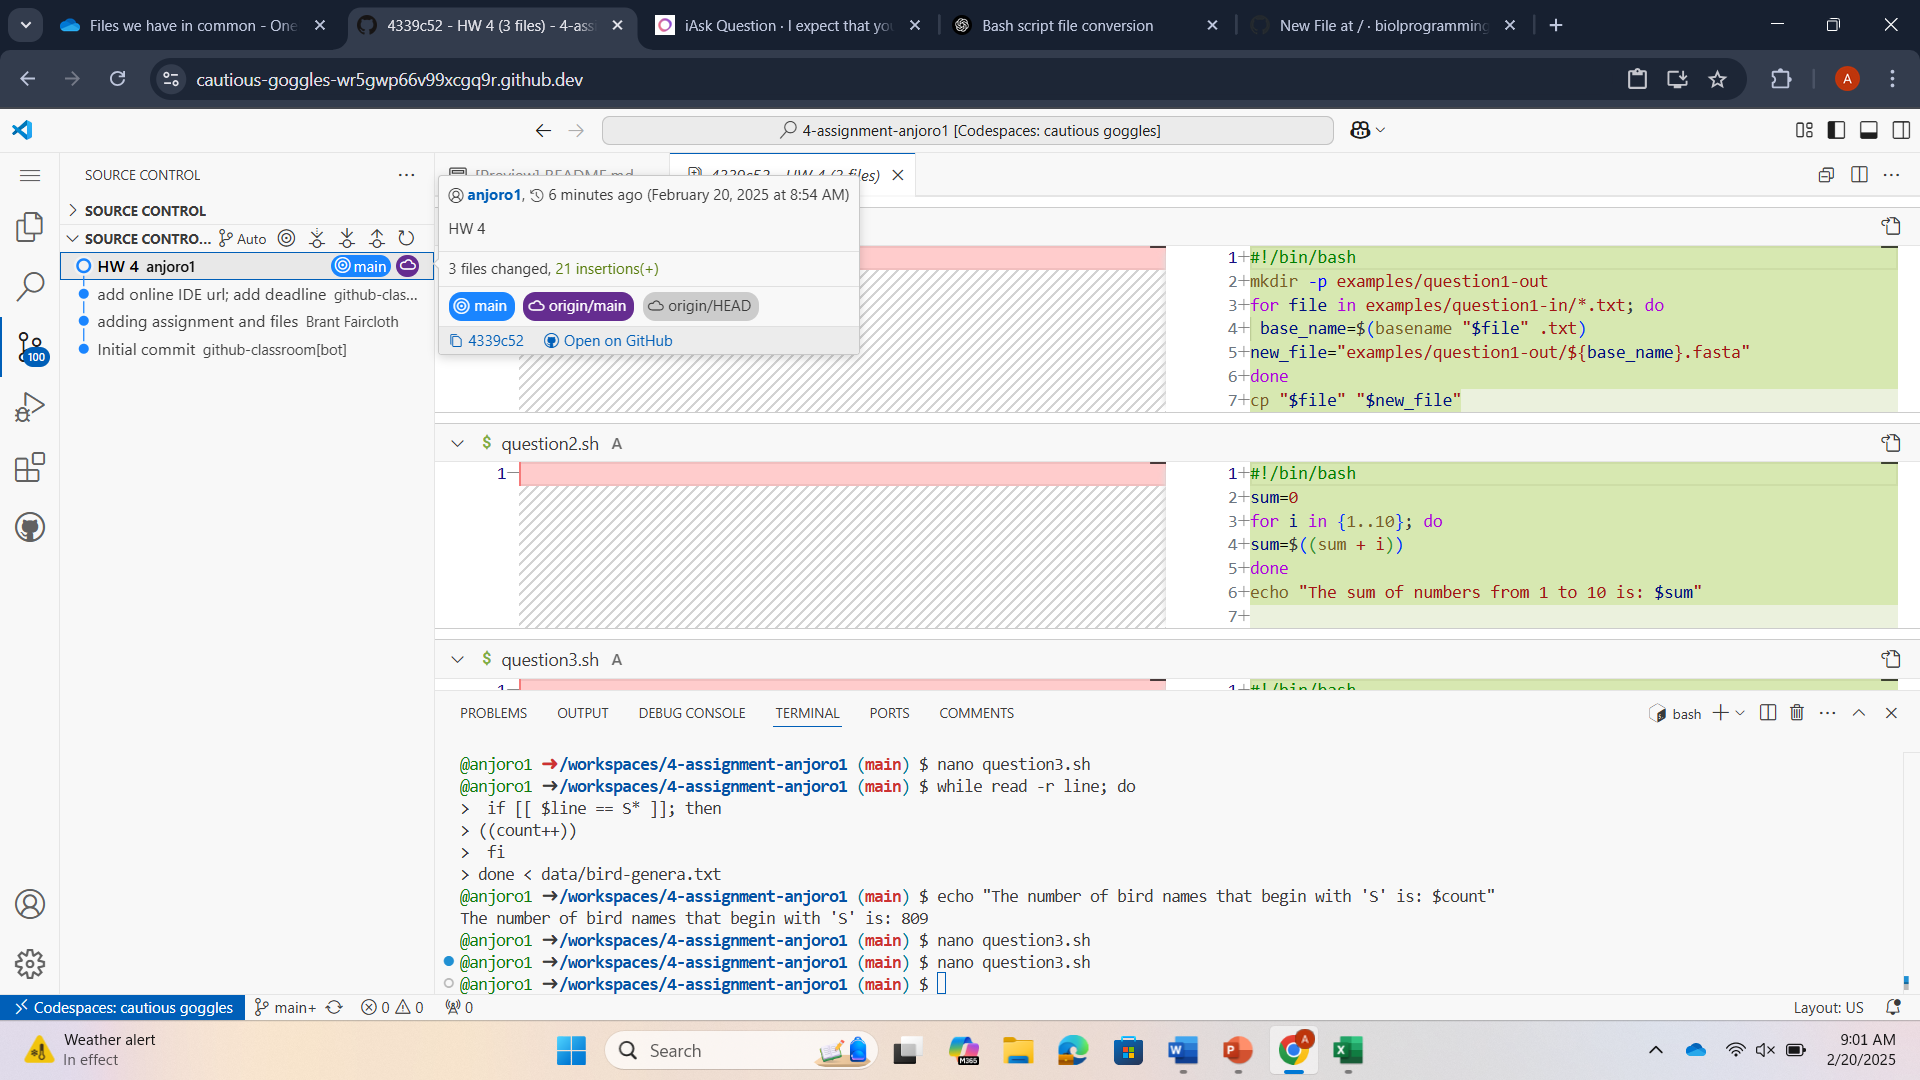 Files we have in common - One
4339c52 - HW 4 (3 files) - 4-assi
iAsk Question · I expect that you
Bash script file conversion
New File at / · biolprogramming
cautious-goggles-wr5gwp66v99xcgq9r.github.dev
A
4-assignment-anjoro1 [Codespaces: cautious goggles]
SOURCE CONTROL
[Preview] README.md
4339c52 - HW 4 (3 files)
SOURCE CONTROL
SOURCE CONTRO... Auto
HW 4 anjoro1 main
add online IDE url; add deadline github-clas...
adding assignment and files Brant Faircloth
Initial commit github-classroom[bot]
100
anjoro1, 6 minutes ago (February 20, 2025 at 8:54 AM)
HW 4
3 files changed, 21 insertions(+)
main origin/main origin/HEAD
4339c52 Open on GitHub
1+#!/bin/bash
2+mkdir -p examples/question1-out
3+for file in examples/question1-in/*.txt; do
4+ base_name=$(basename "$file" .txt)
5+new_file="examples/question1-out/${base_name}.fasta"
6+done
7+cp "$file" "$new_file"
question2.sh A
1-
1+#!/bin/bash
2+sum=0
3+for i in {1..10}; do
4+sum=$((sum + i))
5+done
6+echo "The sum of numbers from 1 to 10 is: $sum"
7+
question3.sh A
1-
1+#!/bin/bash
PROBLEMS OUTPUT DEBUG CONSOLE TERMINAL PORTS COMMENTS
bash
@anjoro1 ➜/workspaces/4-assignment-anjoro1 (main) $ nano question3.sh
@anjoro1 ➜/workspaces/4-assignment-anjoro1 (main) $ while read -r line; do
>  if [[ $line == S* ]]; then
> ((count++))
>  fi
> done < data/bird-genera.txt
@anjoro1 ➜/workspaces/4-assignment-anjoro1 (main) $ echo "The number of bird names that begin with 'S' is: $count"
The number of bird names that begin with 'S' is: 809
@anjoro1 ➜/workspaces/4-assignment-anjoro1 (main) $ nano question3.sh
@anjoro1 ➜/workspaces/4-assignment-anjoro1 (main) $ nano question3.sh
@anjoro1 ➜/workspaces/4-assignment-anjoro1 (main) $
Codespaces: cautious goggles main+ 0 0 0
Layout: US
Weather alert
In effect
Search
M365
9:01 AM
2/20/2025